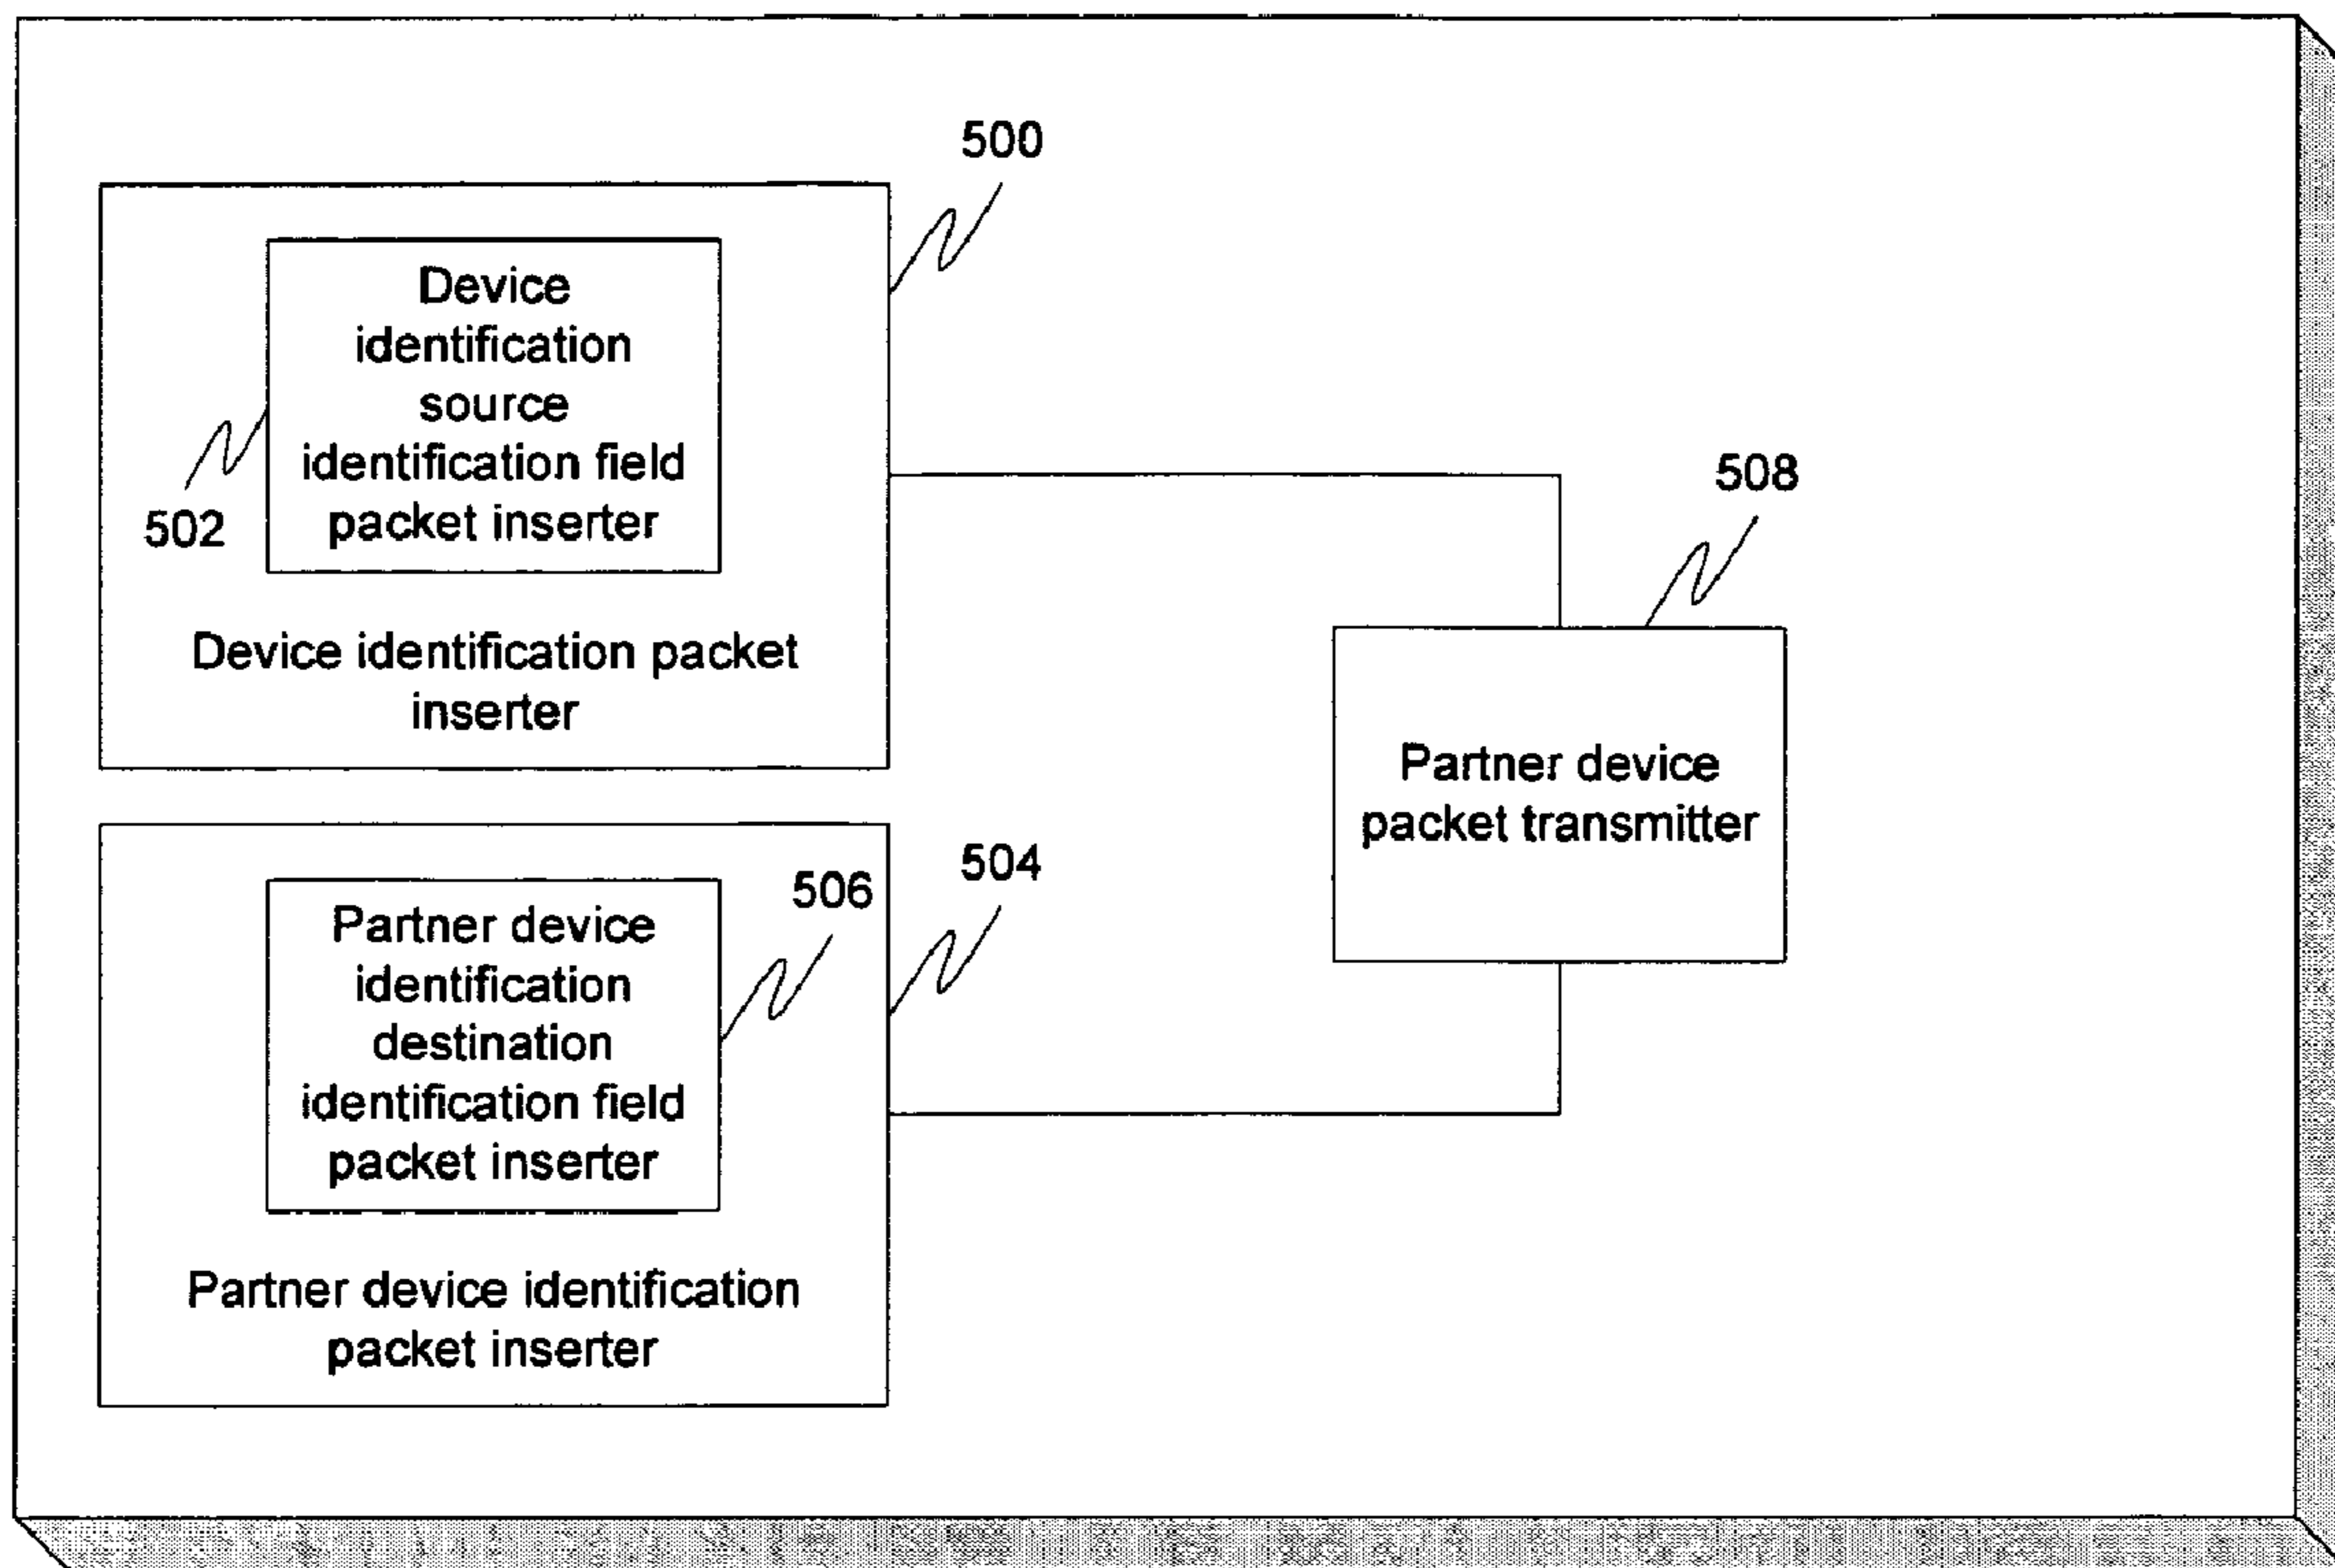 500
Device
identification
source
identification field
packet inserter
502
Device identification packet
inserter
508
Partner device
packet transmitter
504
506
Partner device
identification
destination
identification field
packet inserter
Partner device identification
packet inserter